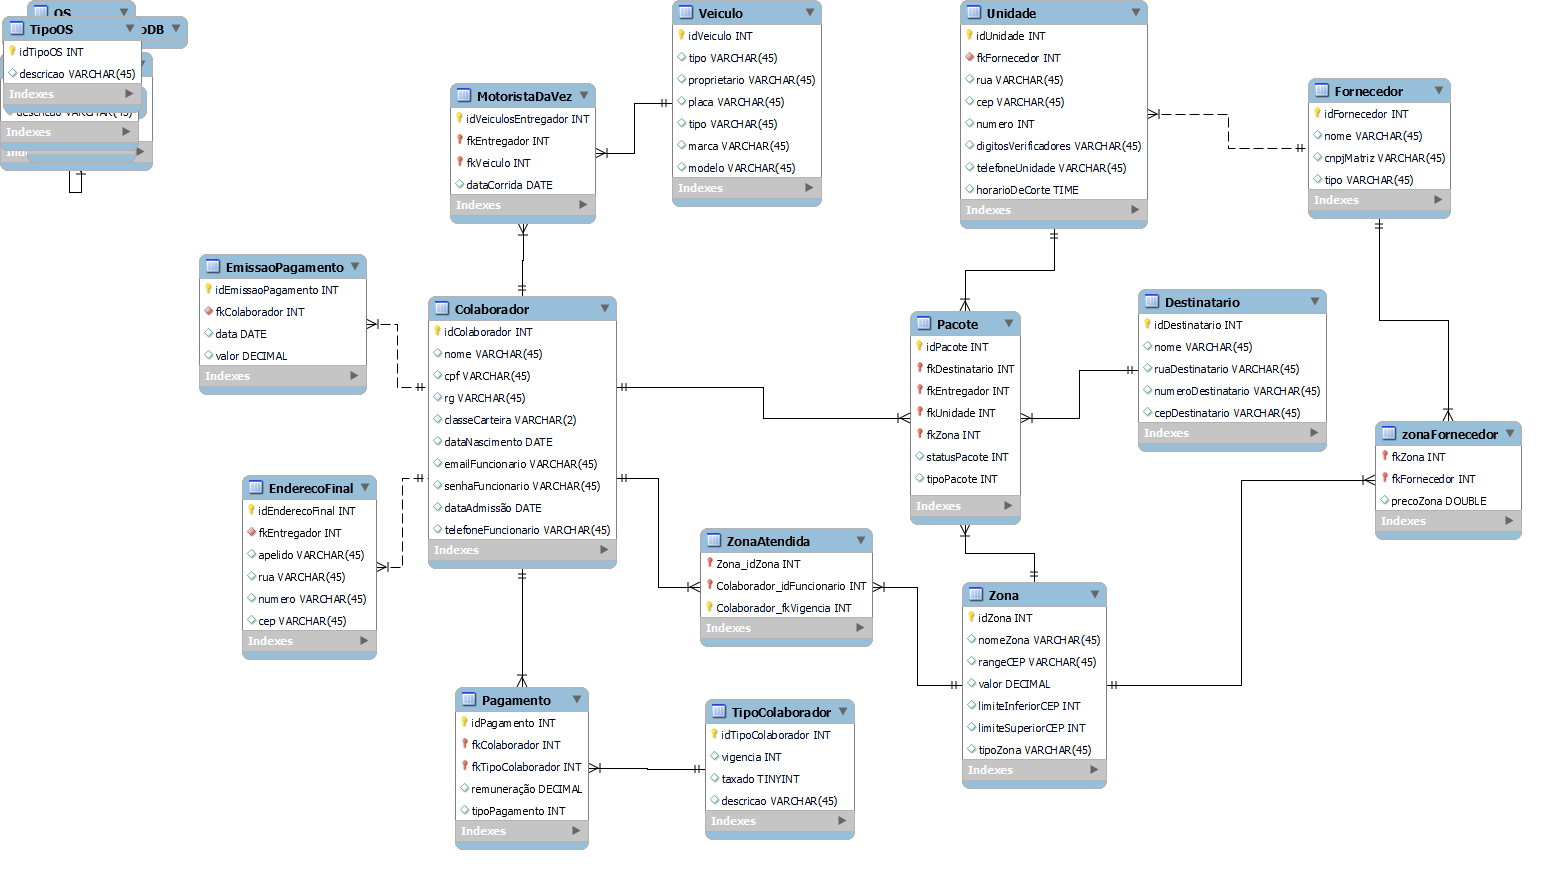 OS
TipoOS
oDB
idTipoOS INT
descricao VARCHAR(45)
Indexes
descricao VARCHAR(45)
Indexes
Veiculo
idVeiculo INT
tipo VARCHAR(45)
proprietario VARCHAR(45)
placa VARCHAR(45)
tipo VARCHAR(45)
marca VARCHAR(45)
modelo VARCHAR(45)
Indexes
Unidade
idUnidade INT
fkFornecedor INT
rua VARCHAR(45)
cep VARCHAR(45)
numero INT
digitosVerificadores VARCHAR(45)
telefoneUnidade VARCHAR(45)
horarioDeCorte TIME
Indexes
Fornecedor
idFornecedor INT
nome VARCHAR(45)
cnpjMatriz VARCHAR(45)
tipo VARCHAR(45)
Indexes
MotoristaDaVez
idVeiculosEntregador INT
fkEntregador INT
fkVeiculo INT
dataCorrida DATE
Indexes
EmissaoPagamento
idEmissaoPagamento INT
fkColaborador INT
data DATE
valor DECIMAL
Indexes
Colaborador
idColaborador INT
nome VARCHAR(45)
cpf VARCHAR(45)
rg VARCHAR(45)
classeCarteira VARCHAR(2)
dataNascimento DATE
emailFuncionario VARCHAR(45)
senhaFuncionario VARCHAR(45)
dataAdmissão DATE
telefoneFuncionario VARCHAR(45)
Indexes
Pacote
idPacote INT
fkDestinatario INT
fkEntregador INT
fkUnidade INT
fkZona INT
statusPacote INT
tipoPacote INT
Indexes
Destinatario
idDestinatario INT
nome VARCHAR(45)
ruaDestinatario VARCHAR(45)
numeroDestinatario VARCHAR(45)
cepDestinatario VARCHAR(45)
Indexes
zonaFornecedor
fkZona INT
fkFornecedor INT
precoZona DOUBLE
Indexes
EnderecoFinal
idEnderecoFinal INT
fkEntregador INT
apelido VARCHAR(45)
rua VARCHAR(45)
numero VARCHAR(45)
cep VARCHAR(45)
Indexes
ZonaAtendida
Zona_idZona INT
Colaborador_idFuncionario INT
Colaborador_fkVigencia INT
Indexes
Zona
idZona INT
nomeZona VARCHAR(45)
rangeCEP VARCHAR(45)
valor DECIMAL
limiteInferiorCEP INT
limiteSuperiorCEP INT
tipoZona VARCHAR(45)
Indexes
Pagamento
idPagamento INT
fkColaborador INT
fkTipoColaborador INT
remuneração DECIMAL
tipoPagamento INT
Indexes
TipoColaborador
idTipoColaborador INT
vigencia INT
taxado TINYINT
descricao VARCHAR(45)
Indexes